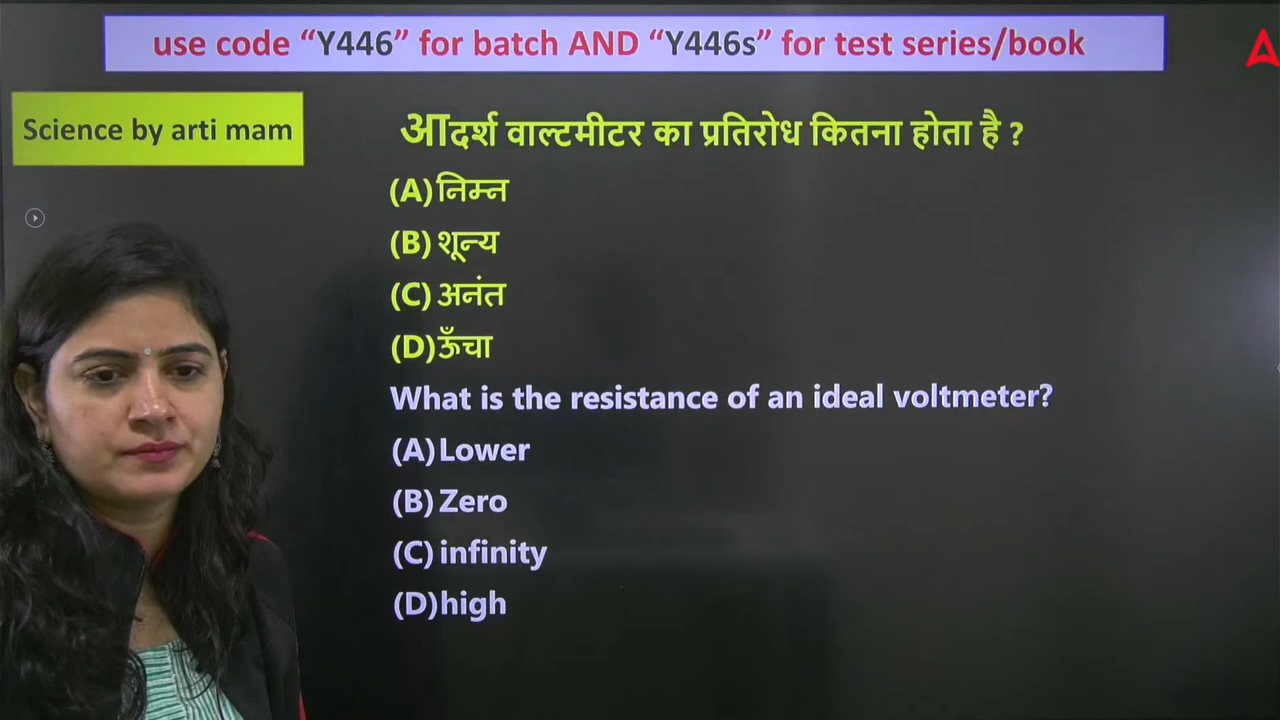 use code “Y446” for batch AND “Y446s” for test series/book
Science by arti mam
आदर्श वाल्टमीटर का प्रतिरोध कितना होता है ?
(A) निम्न
(B) शून्य
(C) अनंत
(D) ऊँचा
What is the resistance of an ideal voltmeter?
(A) Lower
(B) Zero
(C) infinity
(D) high